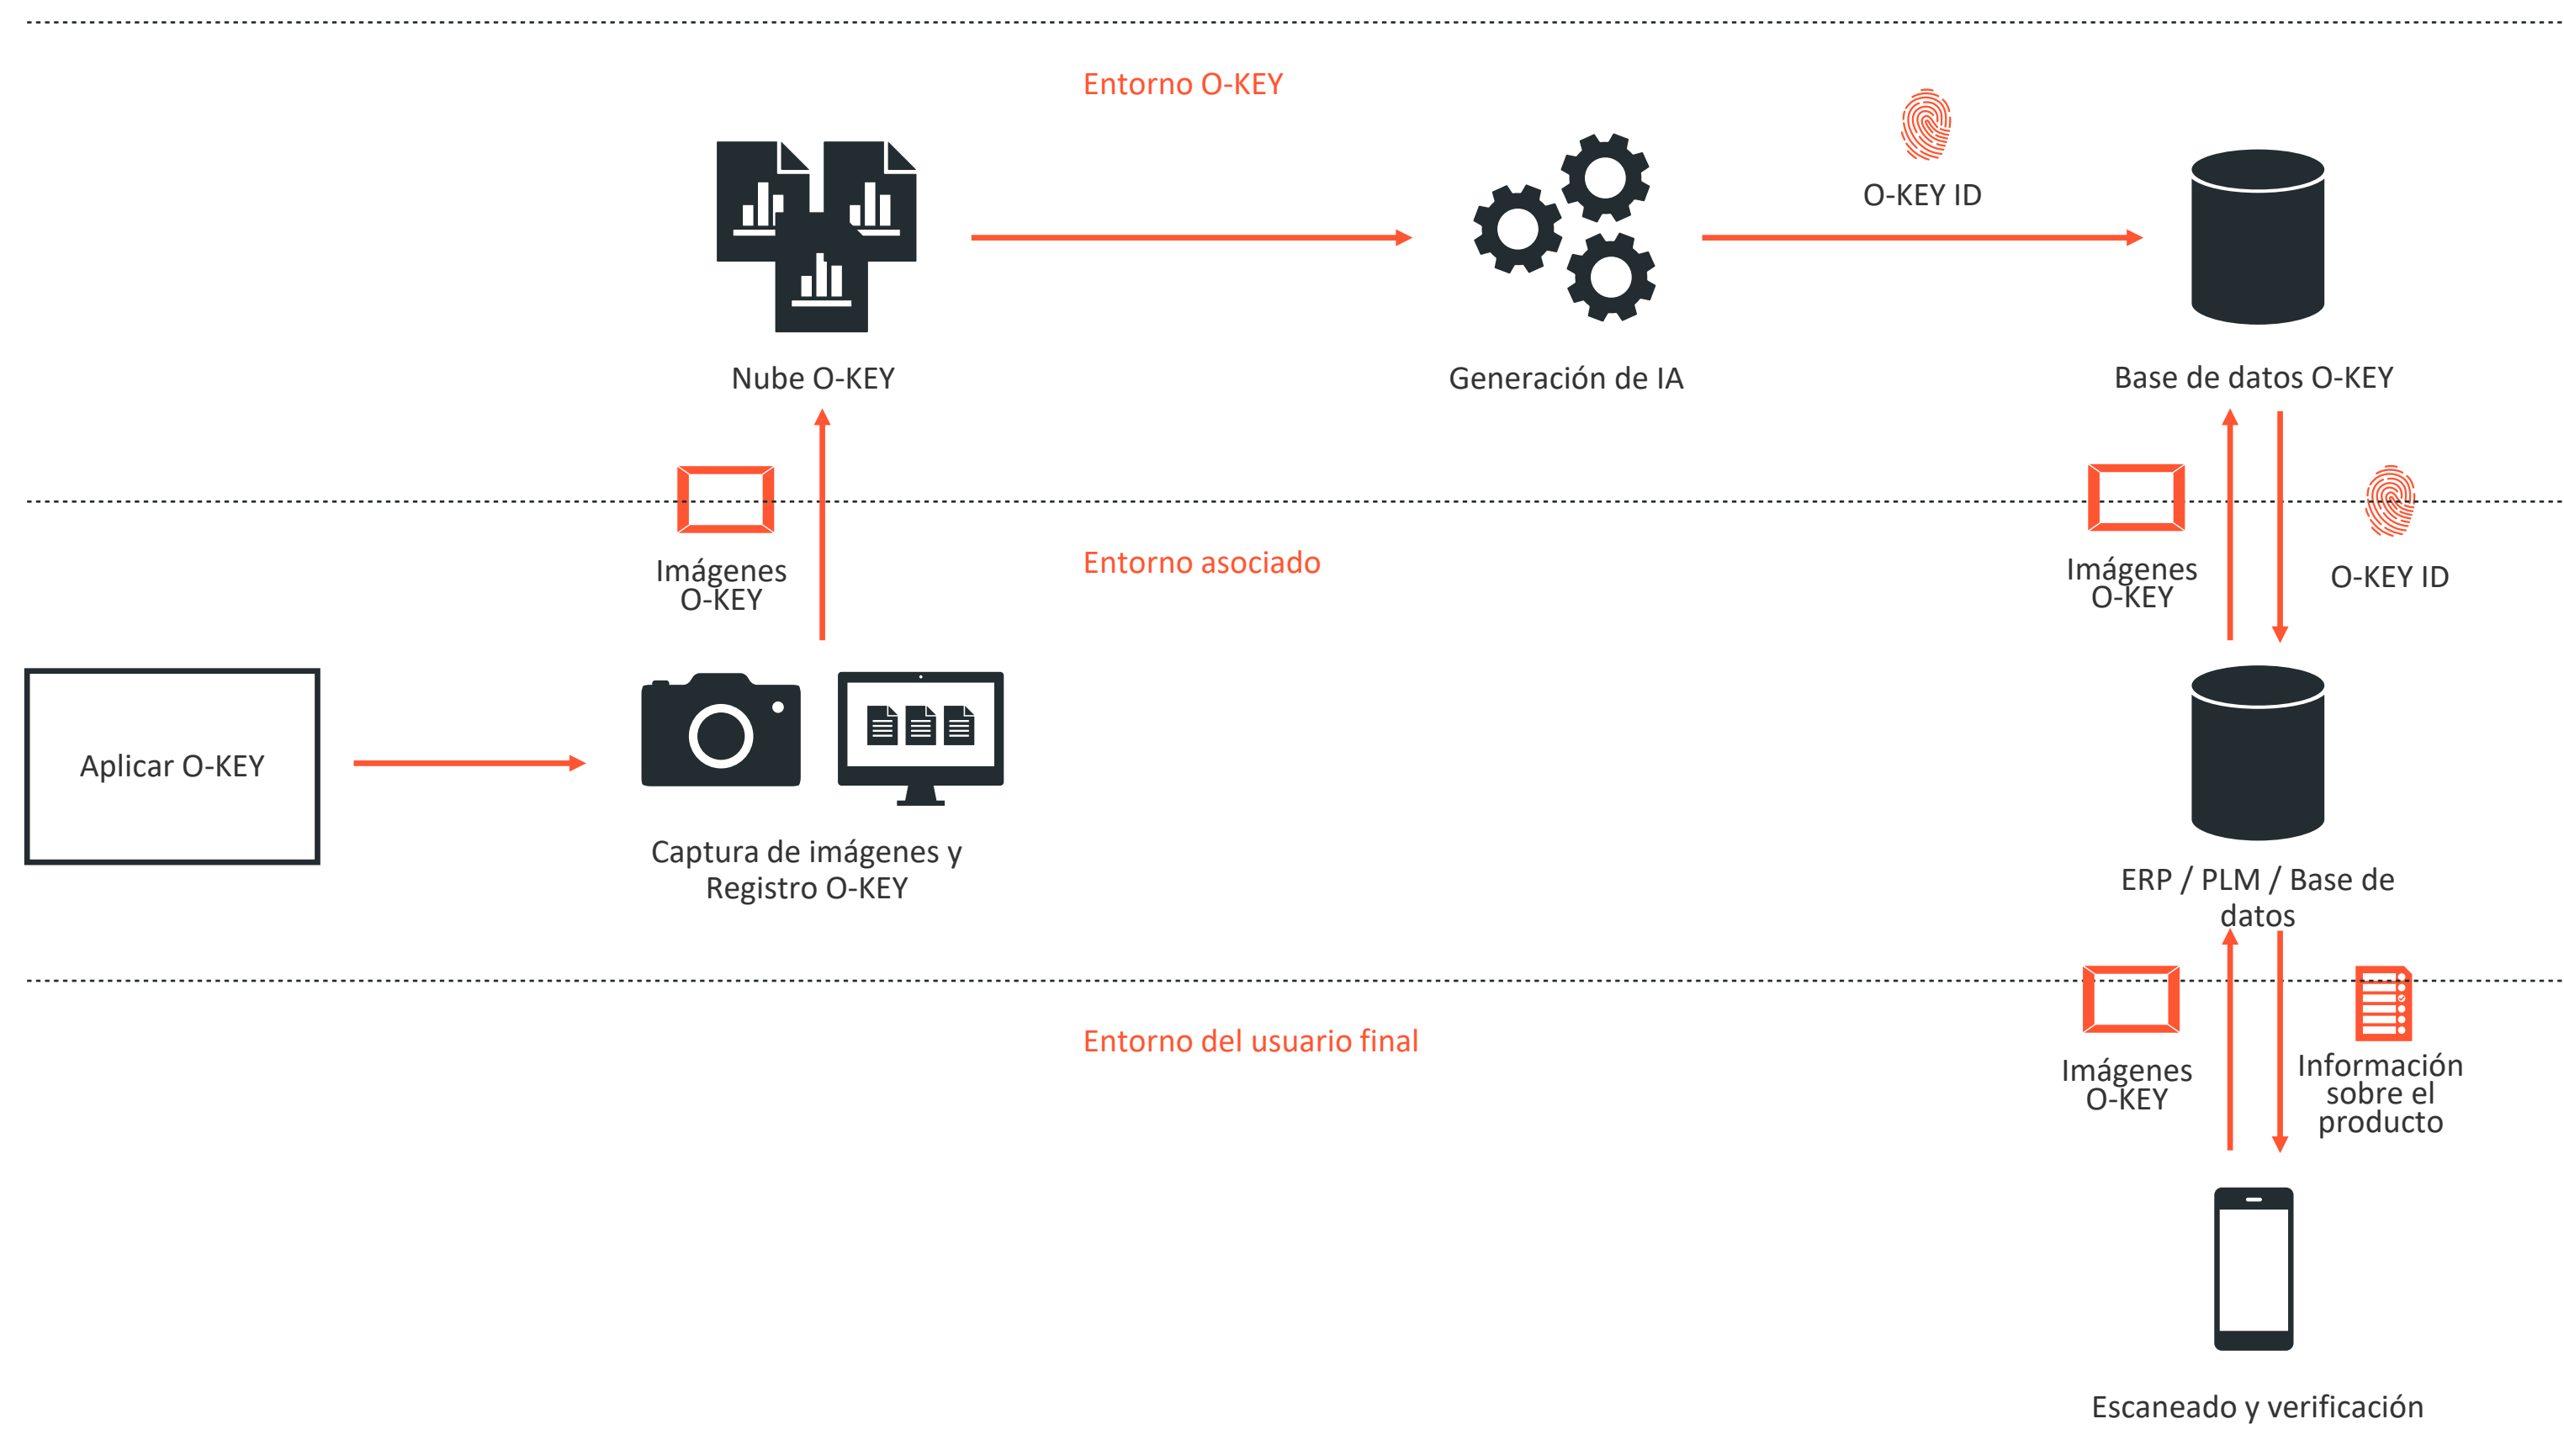 Entorno O-KEY
O-KEY ID
Nube O-KEY
Generación de IA
Base de datos O-KEY
Imágenes
O-KEY
Entorno asociado
Imágenes
O-KEY
O-KEY ID
Aplicar O-KEY
Captura de imágenes y
Registro O-KEY
ERP / PLM / Base de
datos
Entorno del usuario final
Imágenes
O-KEY
Información
sobre el
producto
Escaneado y verificación